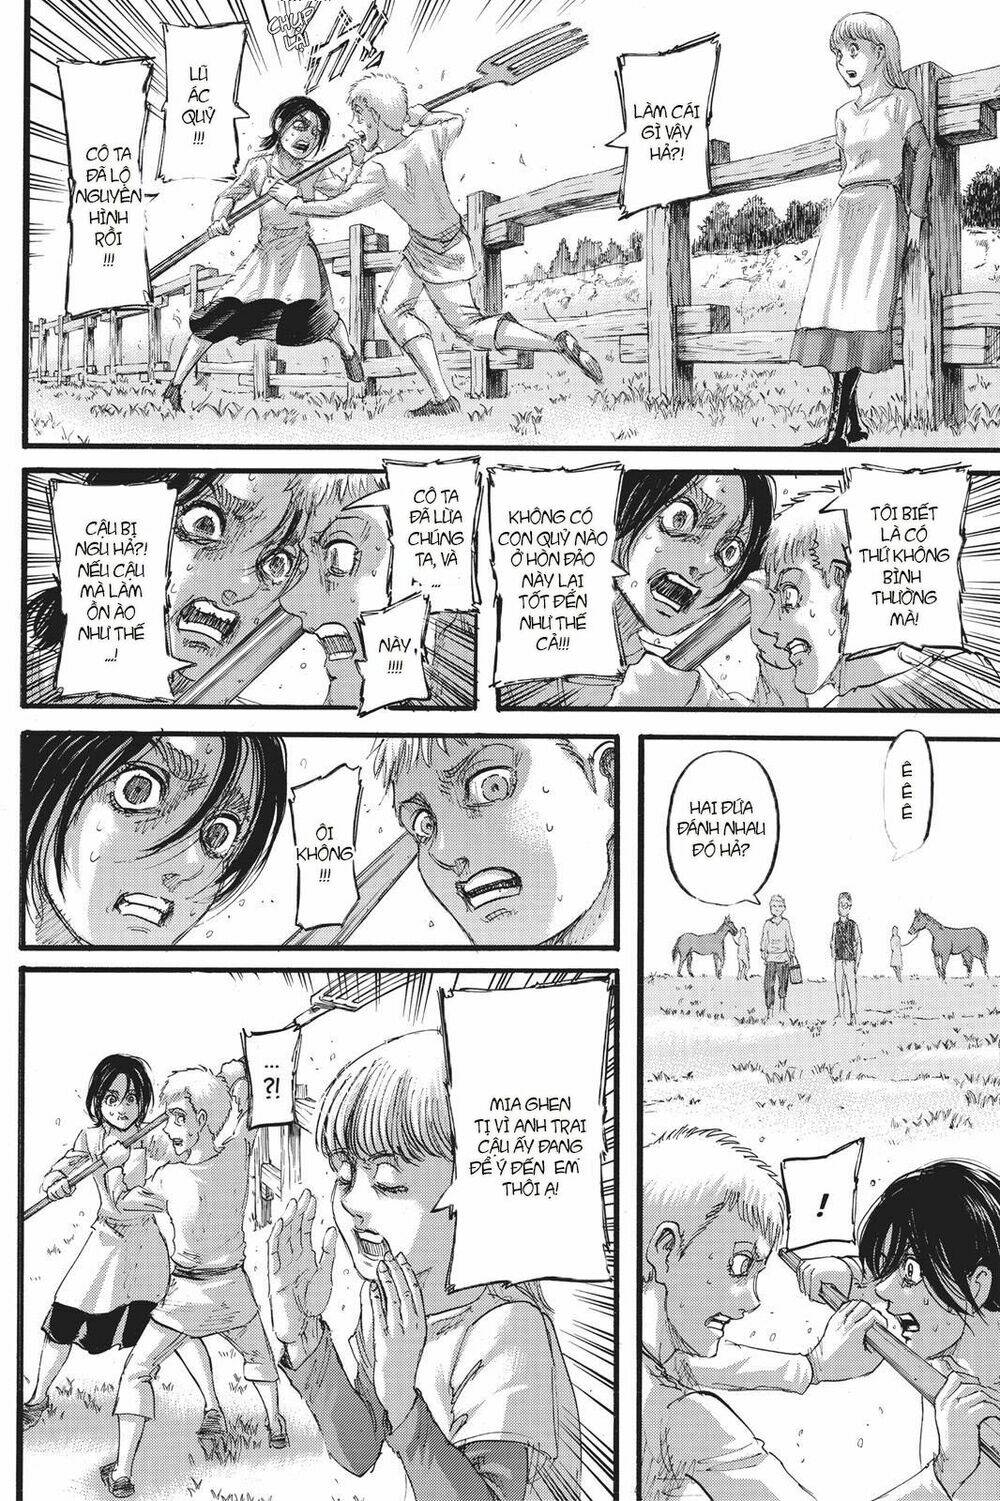 CHỤP
LẠI
LÀM CÁI
GÌ VẬY
HẢ?!
LŨ
ÁC
QUỶ
!!!
CÔ TA
ĐÃ LỘ
NGUYÊN
HÌNH
RỒI
!!!
TÔI BIẾT
LÀ CÓ
THỨ KHÔNG
BÌNH
THƯỜNG
MÀ!
KHÔNG CÓ
CON QUỶ NÀO
Ở HÒN ĐẢO
NÀY LẠI
TỐT ĐẾN
NHƯ THẾ
CẢ!!!
CÔ TA
ĐÃ LỪA
CHÚNG
TA, VÀ
...
NÀY
!!!!
CẬU BỊ
NGU HẢ?!
NẾU CẬU
MÀ LÀM
ỒN ÀO
NHƯ THẾ
...!
Ê
Ê
Ê
HAI ĐỨA
ĐÁNH NHAU
ĐÓ HẢ?
ÔI
KHÔNG
!!!
!
MIA GHEN
TỊ VÌ ANH TRAI
CẬU ẤY ĐANG
ĐỂ Ý ĐẾN EM
THÔI Ạ!
...
?!